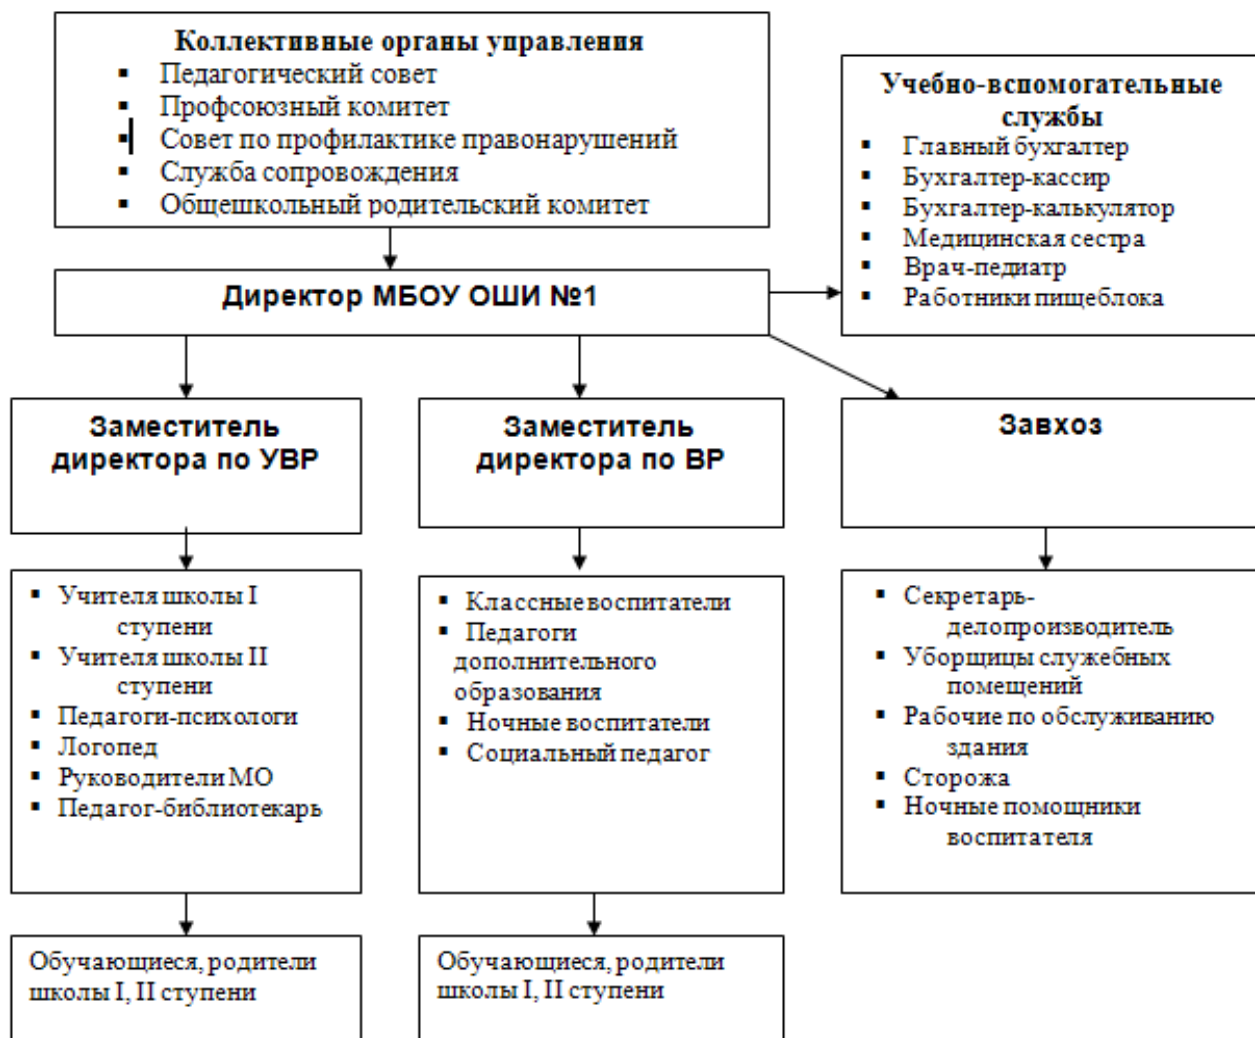 Коллективные органы управления
▪ Педагогический совет
▪ Профсоюзный комитет
▪ Совет по профилактике правонарушений
▪ Служба сопровождения
▪ Общешкольный родительский комитет
Учебно-вспомогательные
службы
▪ Главный бухгалтер
▪ Бухгалтер-кассир
▪ Бухгалтер-калькулятор
▪ Медицинская сестра
▪ Врач-педиатр
▪ Работники пищеблока
Директор МБОУ ОШИ №1
Заместитель
директора по УВР
Заместитель
директора по ВР
Завхоз
▪ Учителя школы I
ступени
▪ Учителя школы II
ступени
▪ Педагоги-психологи
▪ Логопед
▪ Руководители МО
▪ Педагог-библиотекарь
▪ Классные воспитатели
▪ Педагоги
дополнительного
образования
▪ Ночные воспитатели
▪ Социальный педагог
▪ Секретарь-
делопроизводитель
▪ Уборщицы служебных
помещений
▪ Рабочие по обслуживанию
здания
▪ Сторожа
▪ Ночные помощники
воспитателя
Обучающиеся, родители
школы I, II ступени
Обучающиеся, родители
школы I, II ступени